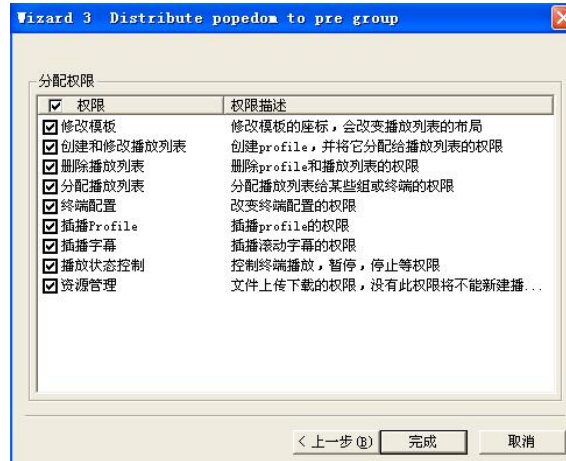 Wizard 3 Distribute popedom to pre group
分配权限
权限 权限描述
修改模板 修改模板的座标，会改变播放列表的布局
创建和修改播放列表 创建profile，并将它分配给播放列表的权限
删除播放列表 删除profile和播放列表的权限
分配播放列表 分配播放列表给某些组或终端的权限
终端配置 改变终端配置的权限
插播Profile 插播profile的权限
插播字幕 插播滚动字幕的权限
播放状态控制 控制终端播放，暂停，停止等权限
资源管理 文件上传下载的权限，没有此权限将不能新建播...
<上一步(B) 完成 取消